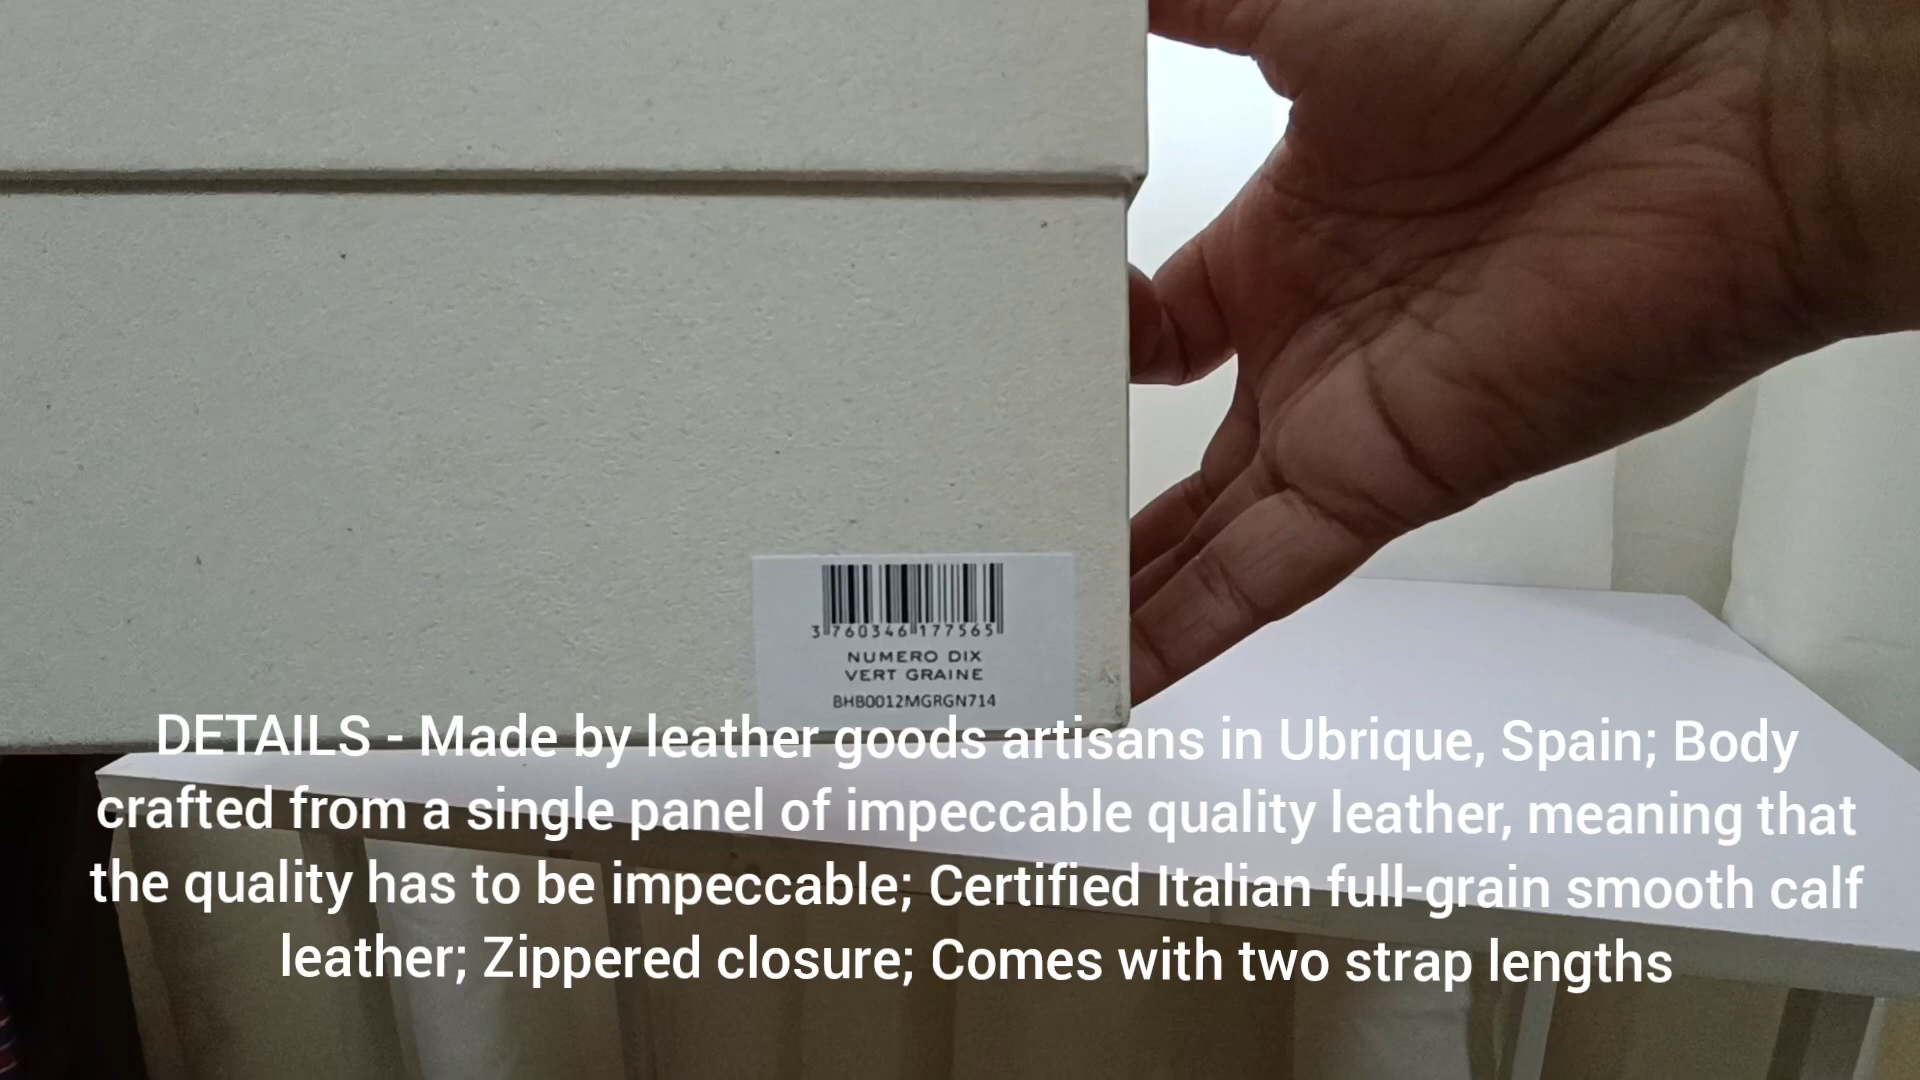 3 760346 177565
NUMERO DIX
VERT GRAINE
BHB0012MGRGN714
DETAILS - Made by leather goods artisans in Ubrique, Spain; Body
crafted from a single panel of impeccable quality leather, meaning that
the quality has to be impeccable; Certified Italian full-grain smooth calf
leather; Zippered closure; Comes with two strap lengths